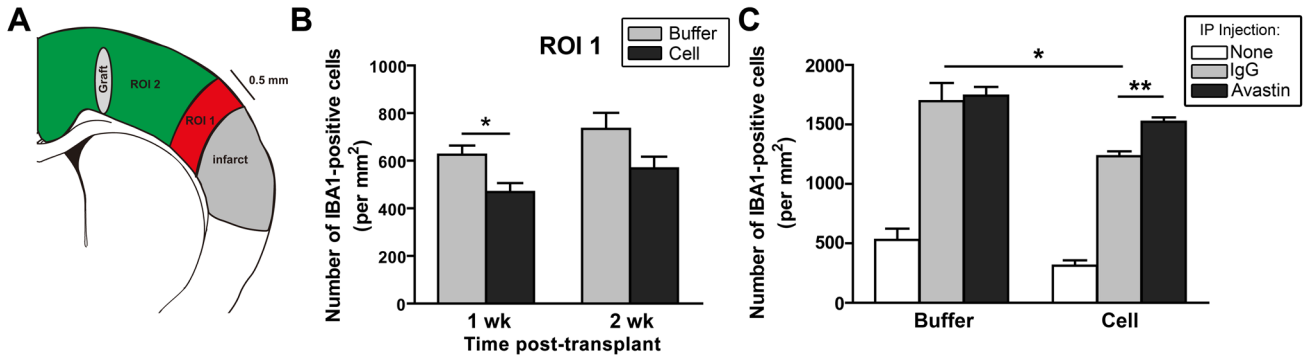 A
Graft
ROI 2
ROI 1
infarct
0.5 mm
B
ROI 1
Buffer
Cell
Number of IBA1-positive cells
(per mm²)
1000
800
600
400
200
0
*
1 wk
2 wk
Time post-transplant
C
IP Injection:
None
IgG
Avastin
Number of IBA1-positive cells
(per mm²)
2000
1500
1000
500
0
*
**
Buffer
Cell